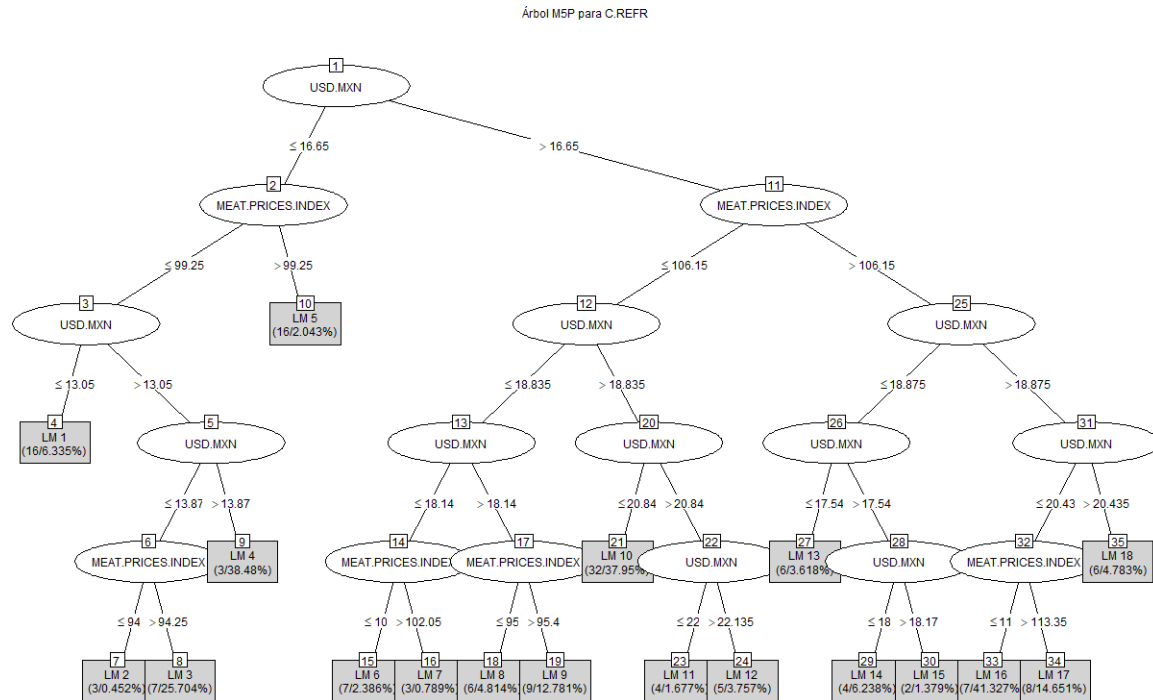 Árbol M5P para C.REFR
1
USD.MXN
≤ 16.65 > 16.65
2 11
MEAT.PRICES.INDEX MEAT.PRICES.INDEX
≤ 99.25 > 99.25 ≤ 106.15 > 106.15
3 10 12 25
USD.MXN LM 5 USD.MXN USD.MXN
(16/2.043%)
≤ 13.05 > 13.05 ≤ 18.835 > 18.835 ≤ 18.875 > 18.875
4 5 13 20 26 31
LM 1 USD.MXN USD.MXN USD.MXN USD.MXN USD.MXN
(16/6.335%)
≤ 13.87 > 13.87 ≤ 18.14 > 18.14 ≤ 20.84 > 20.84 ≤ 17.54 > 17.54 ≤ 20.43 > 20.435
6 9 14 17 21 22 27 28 32 35
MEAT.PRICES.INDEX LM 4 MEAT.PRICES.INDEX MEAT.PRICES.INDEX LM 10 USD.MXN LM 13 USD.MXN MEAT.PRICES.INDEX LM 18
(3/38.48%) (32/37.95%) (6/3.618%) (6/4.783%)
≤ 94 > 94.25 ≤ 10 > 102.05 ≤ 95 > 95.4 ≤ 22 > 22.135 ≤ 18 > 18.17 ≤ 11 > 113.35
7 8 15 16 18 19 23 24 29 30 33 34
LM 2 LM 3 LM 6 LM 7 LM 8 LM 9 LM 11 LM 12 LM 14 LM 15 LM 16 LM 17
(3/0.452%) (7/25.704%) (7/2.386%) (3/0.789%) (6/4.814%) (9/12.781%) (4/1.677%) (5/3.757%) (4/6.238%) (2/1.379%) (7/41.327%) (8/14.651%)